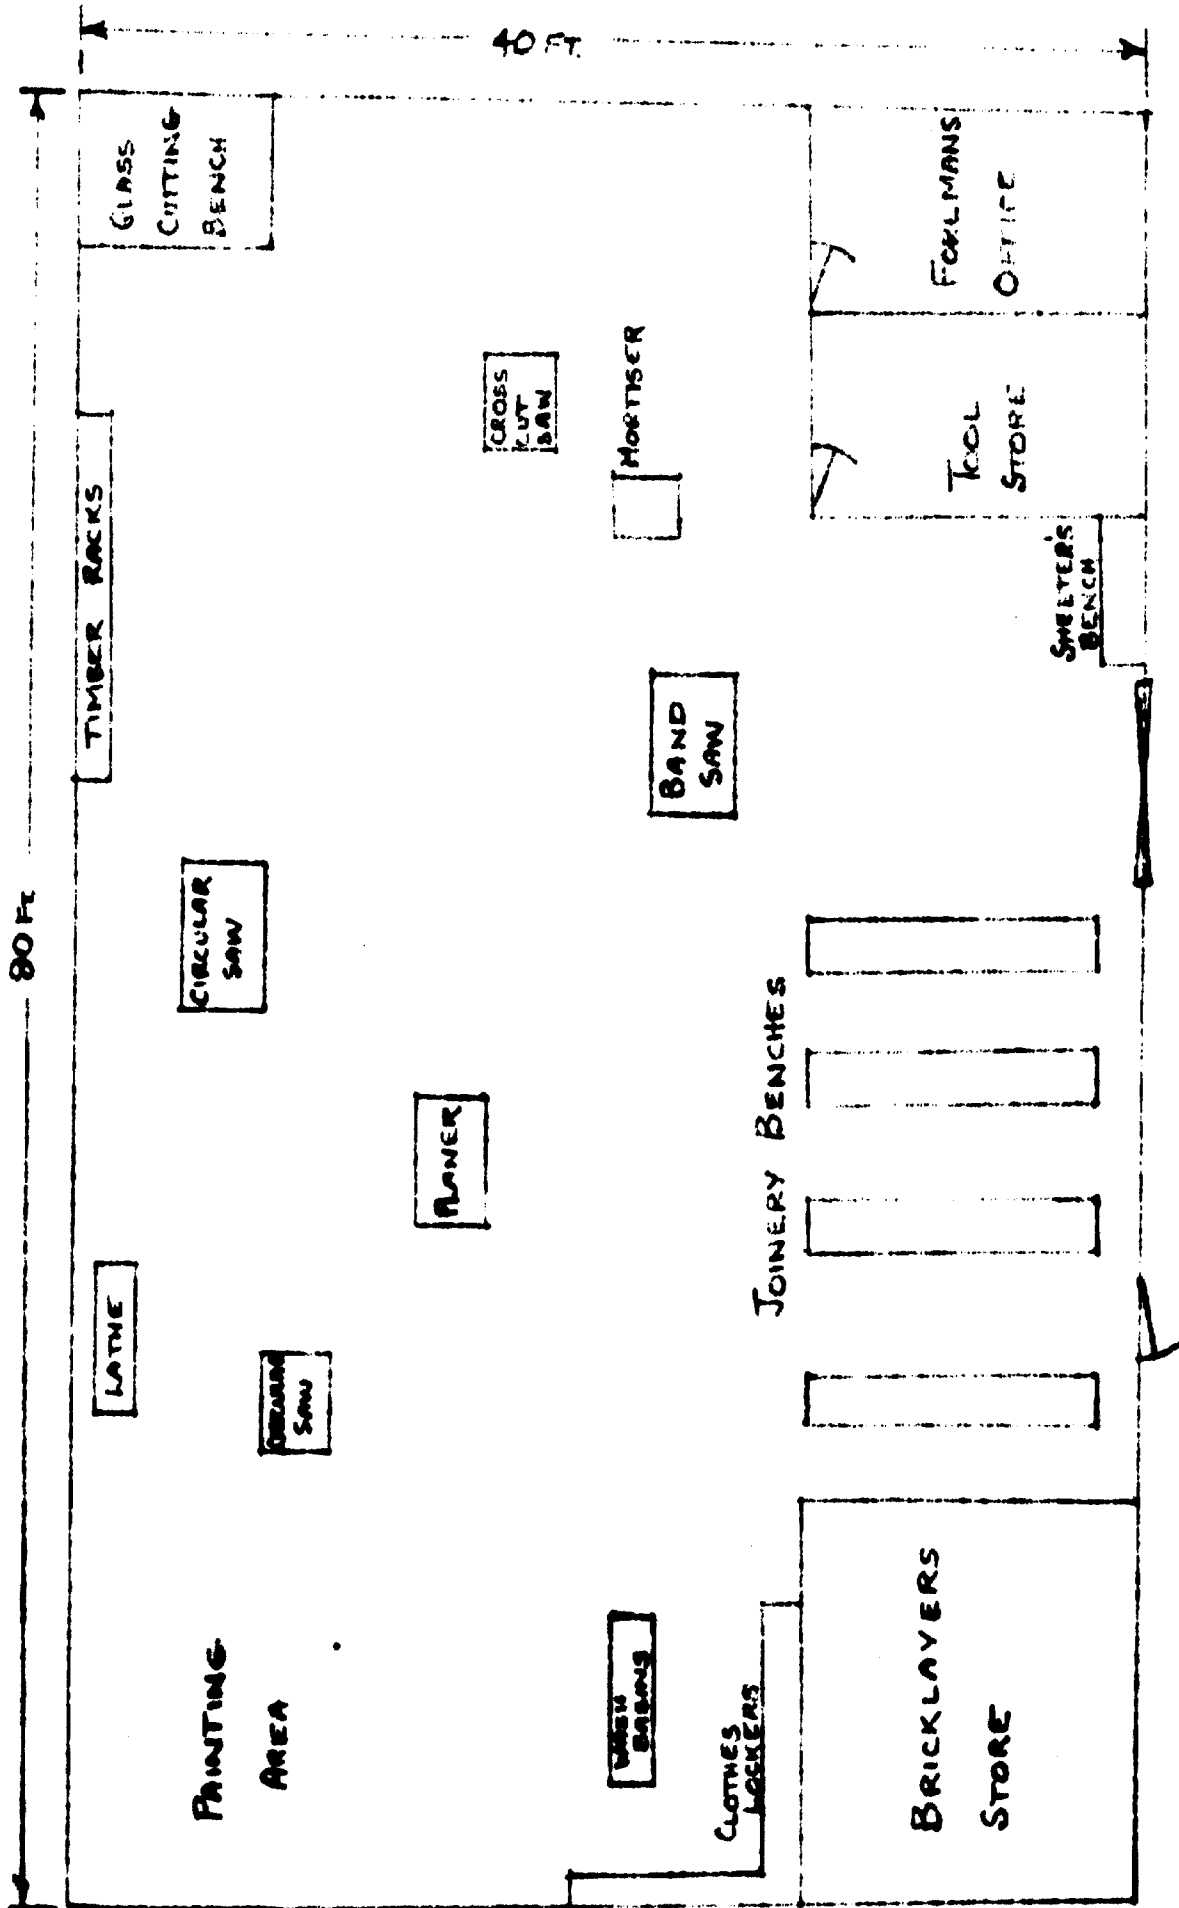 40 FT.
80 FT
GLASS
CUTTING
BENCH
TIMBER RACKS
CROSS
CUT
SAW
MORTISER
FOREMANS
OFFICE
TOOL
STORE
BENCH
BAND
SAW
CIRCULAR
SAW
PLANER
JOINERY BENCHES
LATHE
CIRCULAR
SAW
PAINTING
AREA
WASH
BASINS
CLOTHES
LOCKERS
BRICKLAYERS
STORE